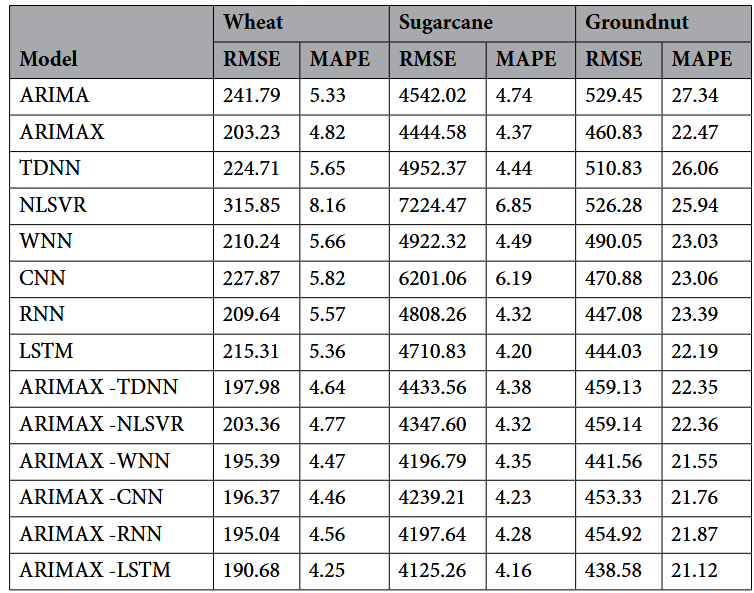 Wheat Sugarcane Groundnut
Model RMSE MAPE RMSE MAPE RMSE MAPE
ARIMA 241.79 5.33 4542.02 4.74 529.45 27.34
ARIMAX 203.23 4.82 4444.58 4.37 460.83 22.47
TDNN 224.71 5.65 4952.37 4.44 510.83 26.06
NLSVR 315.85 8.16 7224.47 6.85 526.28 25.94
WNN 210.24 5.66 4922.32 4.49 490.05 23.03
CNN 227.87 5.82 6201.06 6.19 470.88 23.06
RNN 209.64 5.57 4808.26 4.32 447.08 23.39
LSTM 215.31 5.36 4710.83 4.20 444.03 22.19
ARIMAX -TDNN 197.98 4.64 4433.56 4.38 459.13 22.35
ARIMAX -NLSVR 203.36 4.77 4347.60 4.32 459.14 22.36
ARIMAX -WNN 195.39 4.47 4196.79 4.35 441.56 21.55
ARIMAX -CNN 196.37 4.46 4239.21 4.23 453.33 21.76
ARIMAX -RNN 195.04 4.56 4197.64 4.28 454.92 21.87
ARIMAX -LSTM 190.68 4.25 4125.26 4.16 438.58 21.12